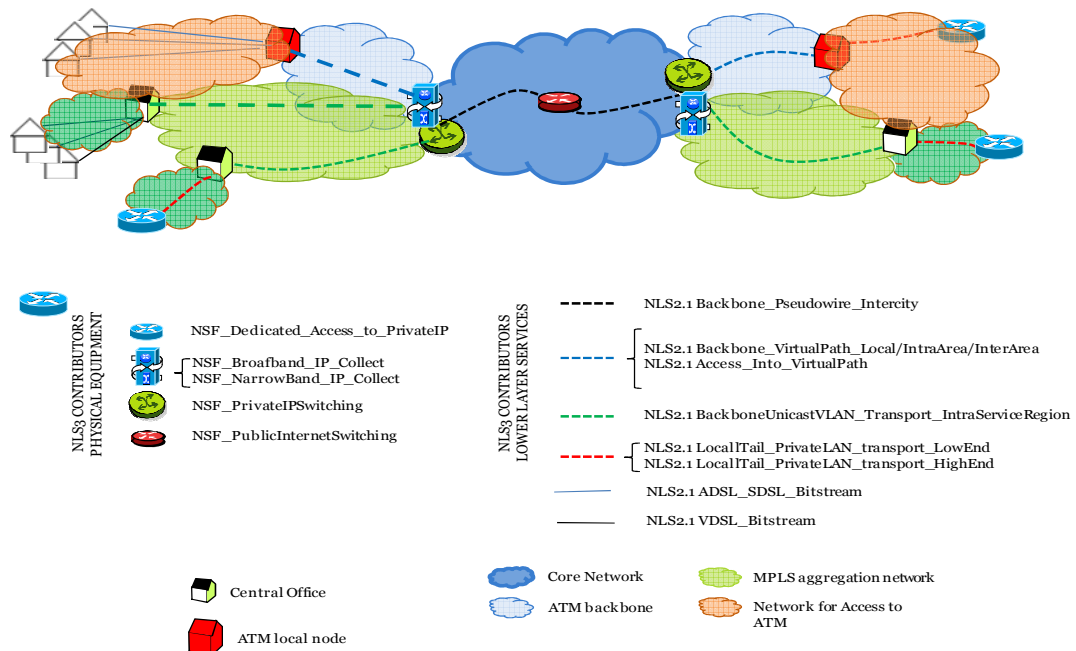 NLS3 CONTRIBUTORS
PHYSICAL EQUIPMENT
NSF_Dedicated_Access_to_PrivateIP
NSF_Broafband_IP_Collect
NSF_NarrowBand_IP_Collect
NSF_PrivateIPSwitching
NSF_PublicInternetSwitching
NLS3 CONTRIBUTORS
LOWER LAYER SERVICES
NLS2.1 Backbone_Pseudowire_Intercity
NLS2.1 Backbone_VirtualPath_Local/IntraArea/InterArea
NLS2.1 Access_Into_VirtualPath
NLS2.1 BackboneUnicastVLAN_Transport_IntraServiceRegion
NLS2.1 LocalTail_PrivateLAN_transport_LowEnd
NLS2.1 LocalTail_PrivateLAN_transport_HighEnd
NLS2.1 ADSL_SDSL_Bitstream
NLS2.1 VDSL_Bitstream
Central Office
ATM local node
Core Network
ATM backbone
MPLS aggregation network
Network for Access to
ATM